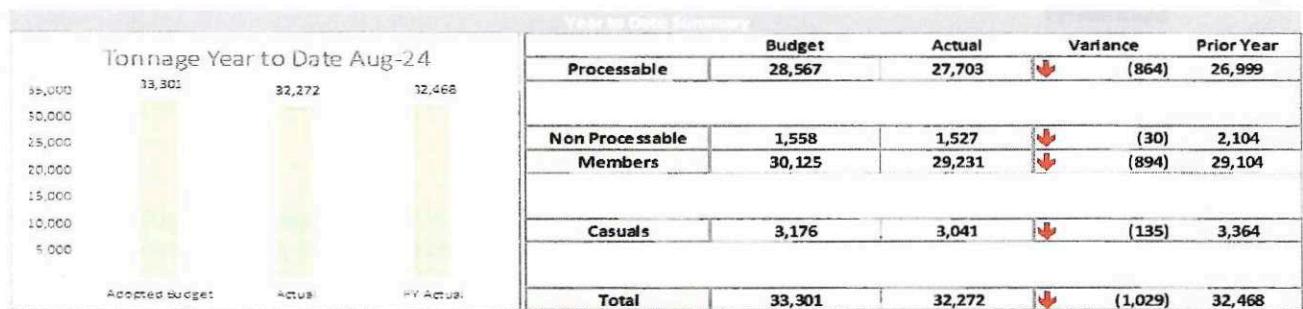 Year to Date Summary
Tonnage Year to Date Aug-24
35,000
30,000
25,000
20,000
15,000
10,000
5,000
33,301
32,272
32,468
Adopted Budget
Actual
PY Actual
Budget Actual Variance Prior Year
Processable 28,567 27,703 (864) 26,999
Non Processable 1,558 1,527 (30) 2,104
Members 30,125 29,231 (894) 29,104
Casuals 3,176 3,041 (135) 3,364
Total 33,301 32,272 (1,029) 32,468